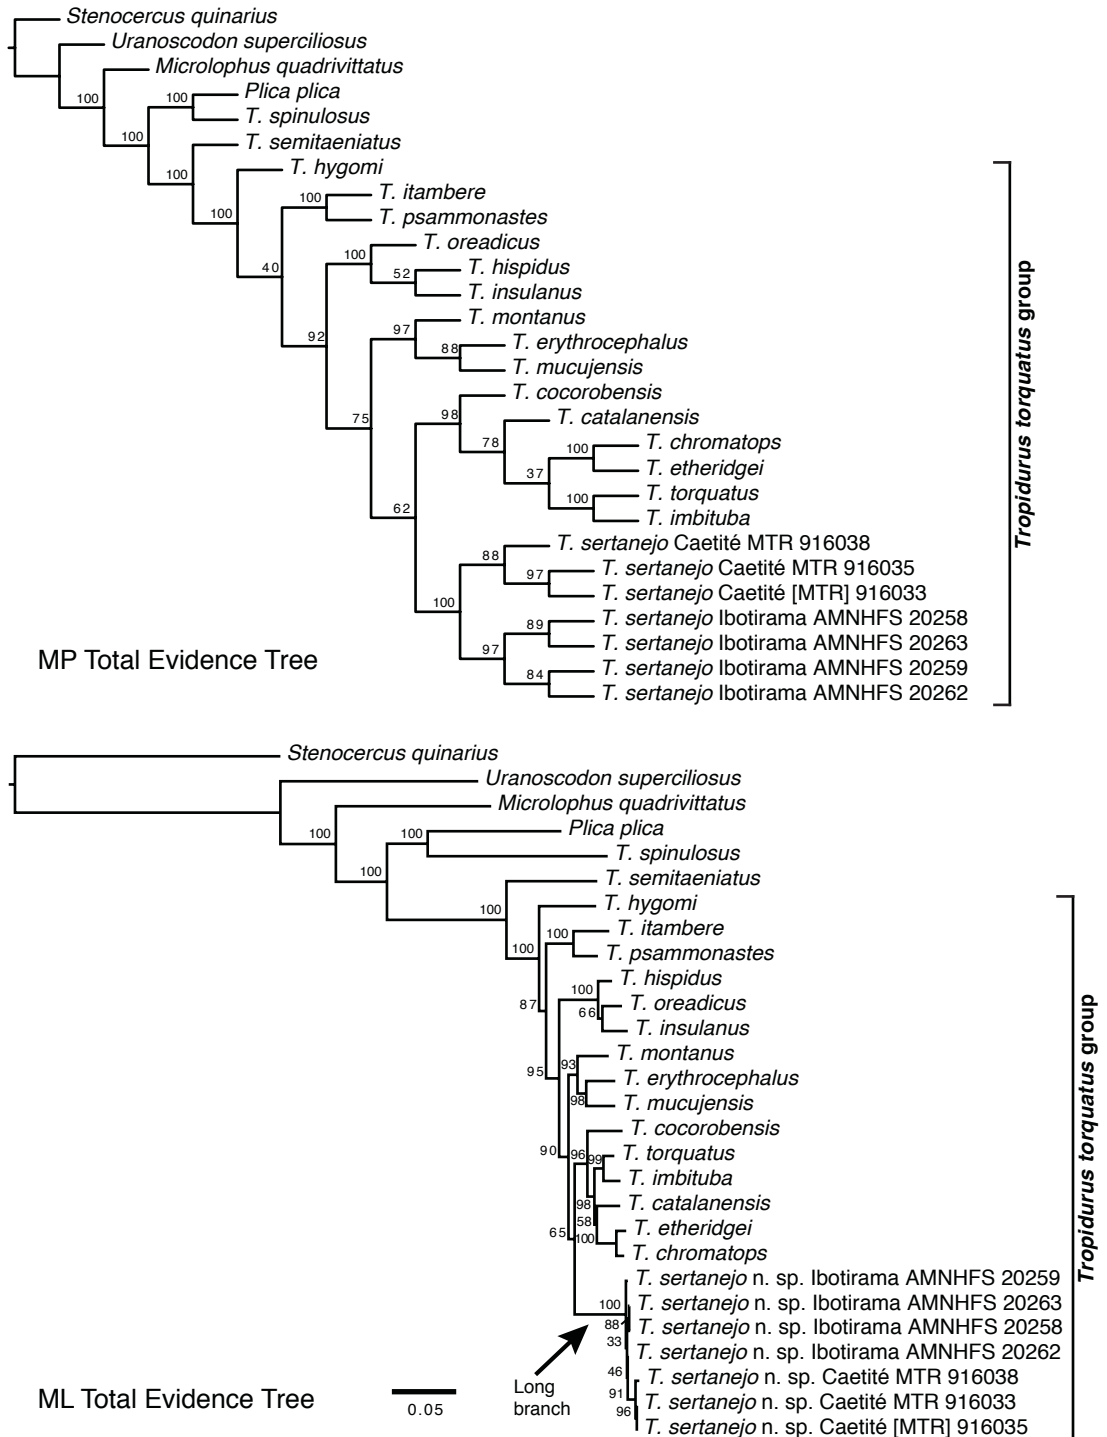 Stenocercus quinarius
Uranoscodon superciliosus
Microlophus quadrivittatus
100
100
Plica plica
T. spinulosus
100
T. semitaeniatus
100
T. hygomi
100
100
T. itambere
T. psammonastes
40
T. oreadicus
100
T. hispidus
52
T. insulanus
92
T. montanus
97
T. erythrocephalus
88
T. mucujensis
75
T. cocorobensis
98
T. catalanensis
78
T. chromatops
100
T. etheridgei
37
T. torquatus
100
T. imbituba
62
T. sertanejo Caetité MTR 916038
88
T. sertanejo Caetité MTR 916035
97
T. sertanejo Caetité [MTR] 916033
100
T. sertanejo Ibotirama AMNHFS 20258
89
T. sertanejo Ibotirama AMNHFS 20263
97
T. sertanejo Ibotirama AMNHFS 20259
84
T. sertanejo Ibotirama AMNHFS 20262
Tropidurus torquatus group
MP Total Evidence Tree
Stenocercus quinarius
Uranoscodon superciliosus
Microlophus quadrivittatus
100
100
Plica plica
T. spinulosus
100
T. semitaeniatus
100
T. hygomi
100
100
T. itambere
T. psammonastes
87
T. hispidus
100
T. oreadicus
66
T. insulanus
95
T. montanus
93
T. erythrocephalus
98
T. mucujensis
90
T. cocorobensis
96
99
T. torquatus
T. imbituba
98
T. catalanensis
58
T. etheridgei
100
T. chromatops
65
T. sertanejo n. sp. Ibotirama AMNHFS 20259
100
T. sertanejo n. sp. Ibotirama AMNHFS 20263
88
T. sertanejo n. sp. Ibotirama AMNHFS 20258
33
T. sertanejo n. sp. Ibotirama AMNHFS 20262
46
T. sertanejo n. sp. Caetité MTR 916038
91
T. sertanejo n. sp. Caetité MTR 916033
96
T. sertanejo n. sp. Caetité [MTR] 916035
Tropidurus torquatus group
Long
branch
ML Total Evidence Tree
0.05